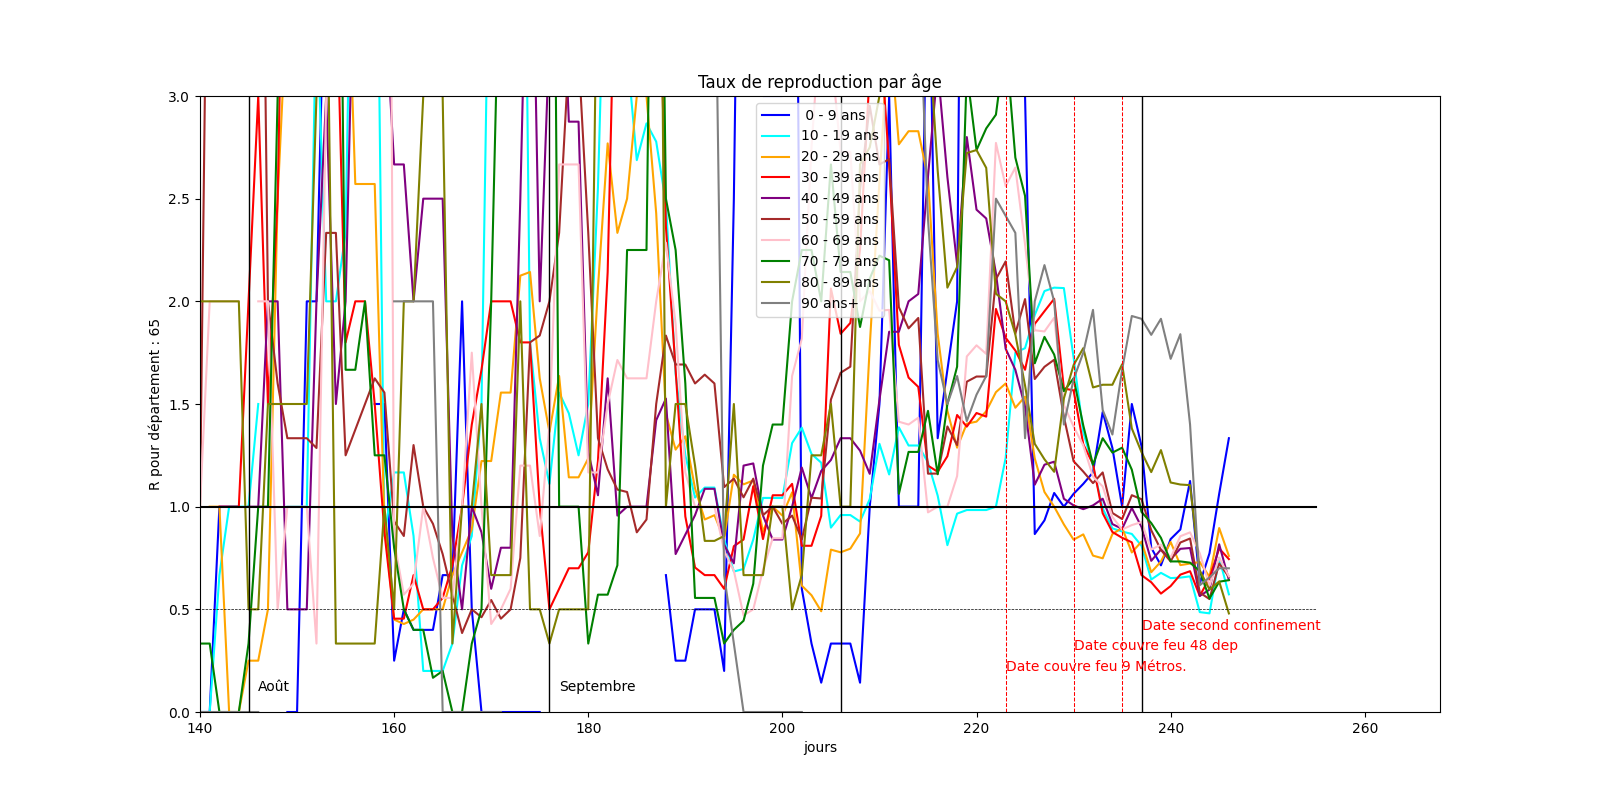 Taux de reproduction par âge
R pour département : 65
3.0
2.5
2.0
1.5
1.0
0.5
0.0
0 - 9 ans
10 - 19 ans
20 - 29 ans
30 - 39 ans
40 - 49 ans
50 - 59 ans
60 - 69 ans
70 - 79 ans
80 - 89 ans
90 ans+
Date second confinement
Date couvre feu 48 dep
Date couvre feu 9 Métros.
Août
Septembre
140 160 180 200 220 240 260
jours